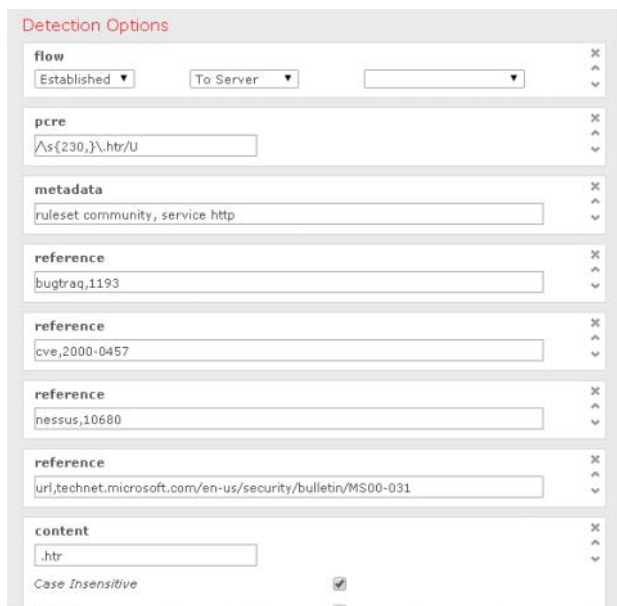 Detection Options
flow
Established To Server
pcre
/\s{230,}\.htr/U
metadata
ruleset community, service http
reference
bugtraq,1193
reference
cve,2000-0457
reference
nessus,10680
reference
url,technet.microsoft.com/en-us/security/bulletin/MS00-031
content
.htr
Case Insensitive